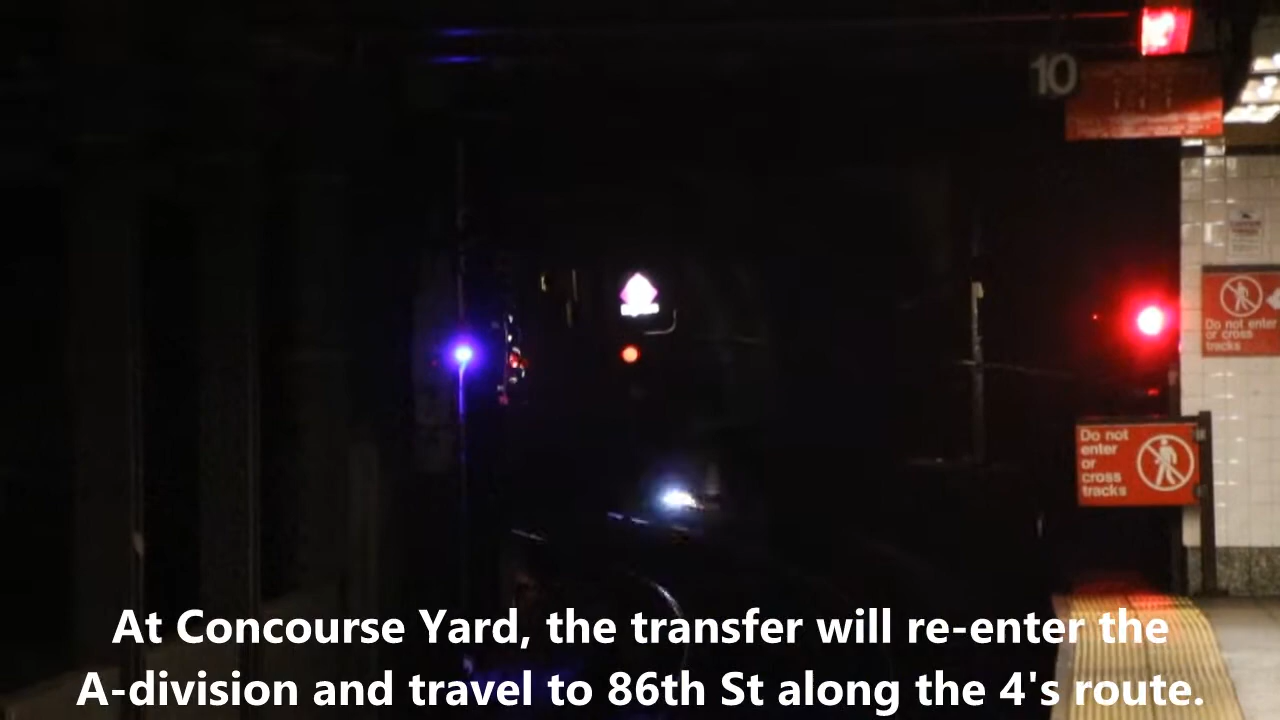 10
Do not enter
or cross
tracks
Do not
enter
or
cross
tracks
At Concourse Yard, the transfer will re-enter the
A-division and travel to 86th St along the 4's route.